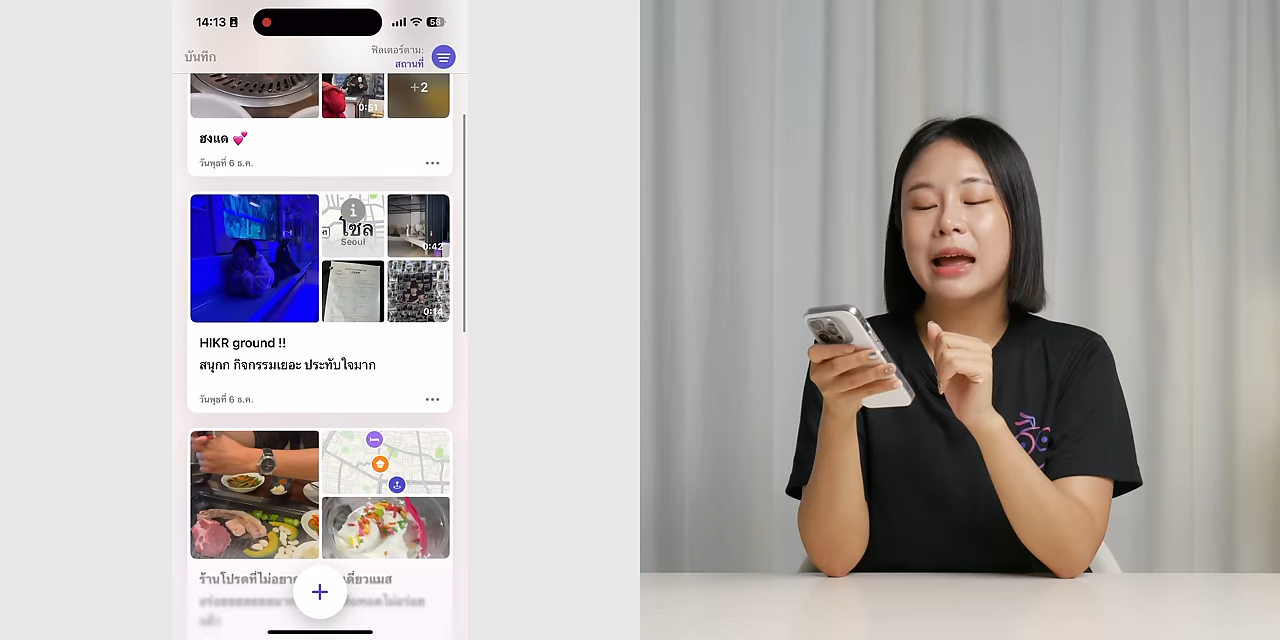 14:13
58
บันทึก
ฟิลเตอร์ตาม:
สถานที่
+2
0:51
ฮงแด 💕
วันพุธที่ 6 ธ.ค.
โซล
Seoul
0:42
0:14
HIKR ground !!
สนุกก กิจกรรมเยอะ ประทับใจมาก
วันพุธที่ 6 ธ.ค.
ร้านโปรดที่ไม่อยา
เดี๋ยวแมส